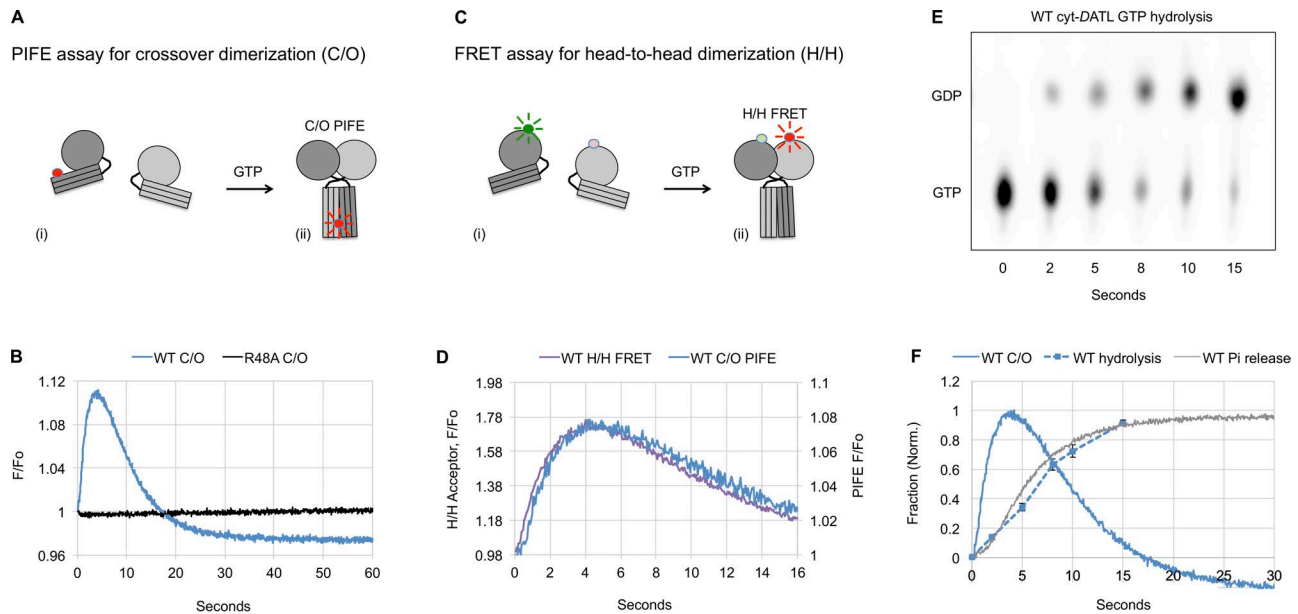 A
PIFE assay for crossover dimerization (C/O)
C/O PIFE
GTP
(i)
(ii)
B
WT C/O
R48A C/O
F/Fo
1.12
1.08
1.04
1
0.96
0 10 20 30 40 50 60
Seconds
C
FRET assay for head-to-head dimerization (H/H)
H/H FRET
GTP
(i)
(ii)
D
WT H/H FRET
WT C/O PIFE
H/H Acceptor, F/Fo
1.98
1.78
1.58
1.38
1.18
0.98
PIFE F/Fo
1.1
1.08
1.06
1.04
1.02
1
0 2 4 6 8 10 12 14 16
Seconds
E
WT cyt-DATL GTP hydrolysis
GDP
GTP
0 2 5 8 10 15
Seconds
F
WT C/O
WT hydrolysis
WT Pi release
Fraction (Norm.)
1.2
1
0.8
0.6
0.4
0.2
0
0 5 10 15 20 25 30
Seconds